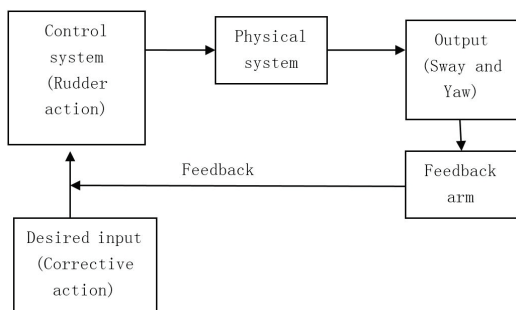 Control
system
(Rudder
action)
Physical
system
Output
(Sway and
Yaw)
Feedback
Feedback
arm
Desired input
(Corrective
action)